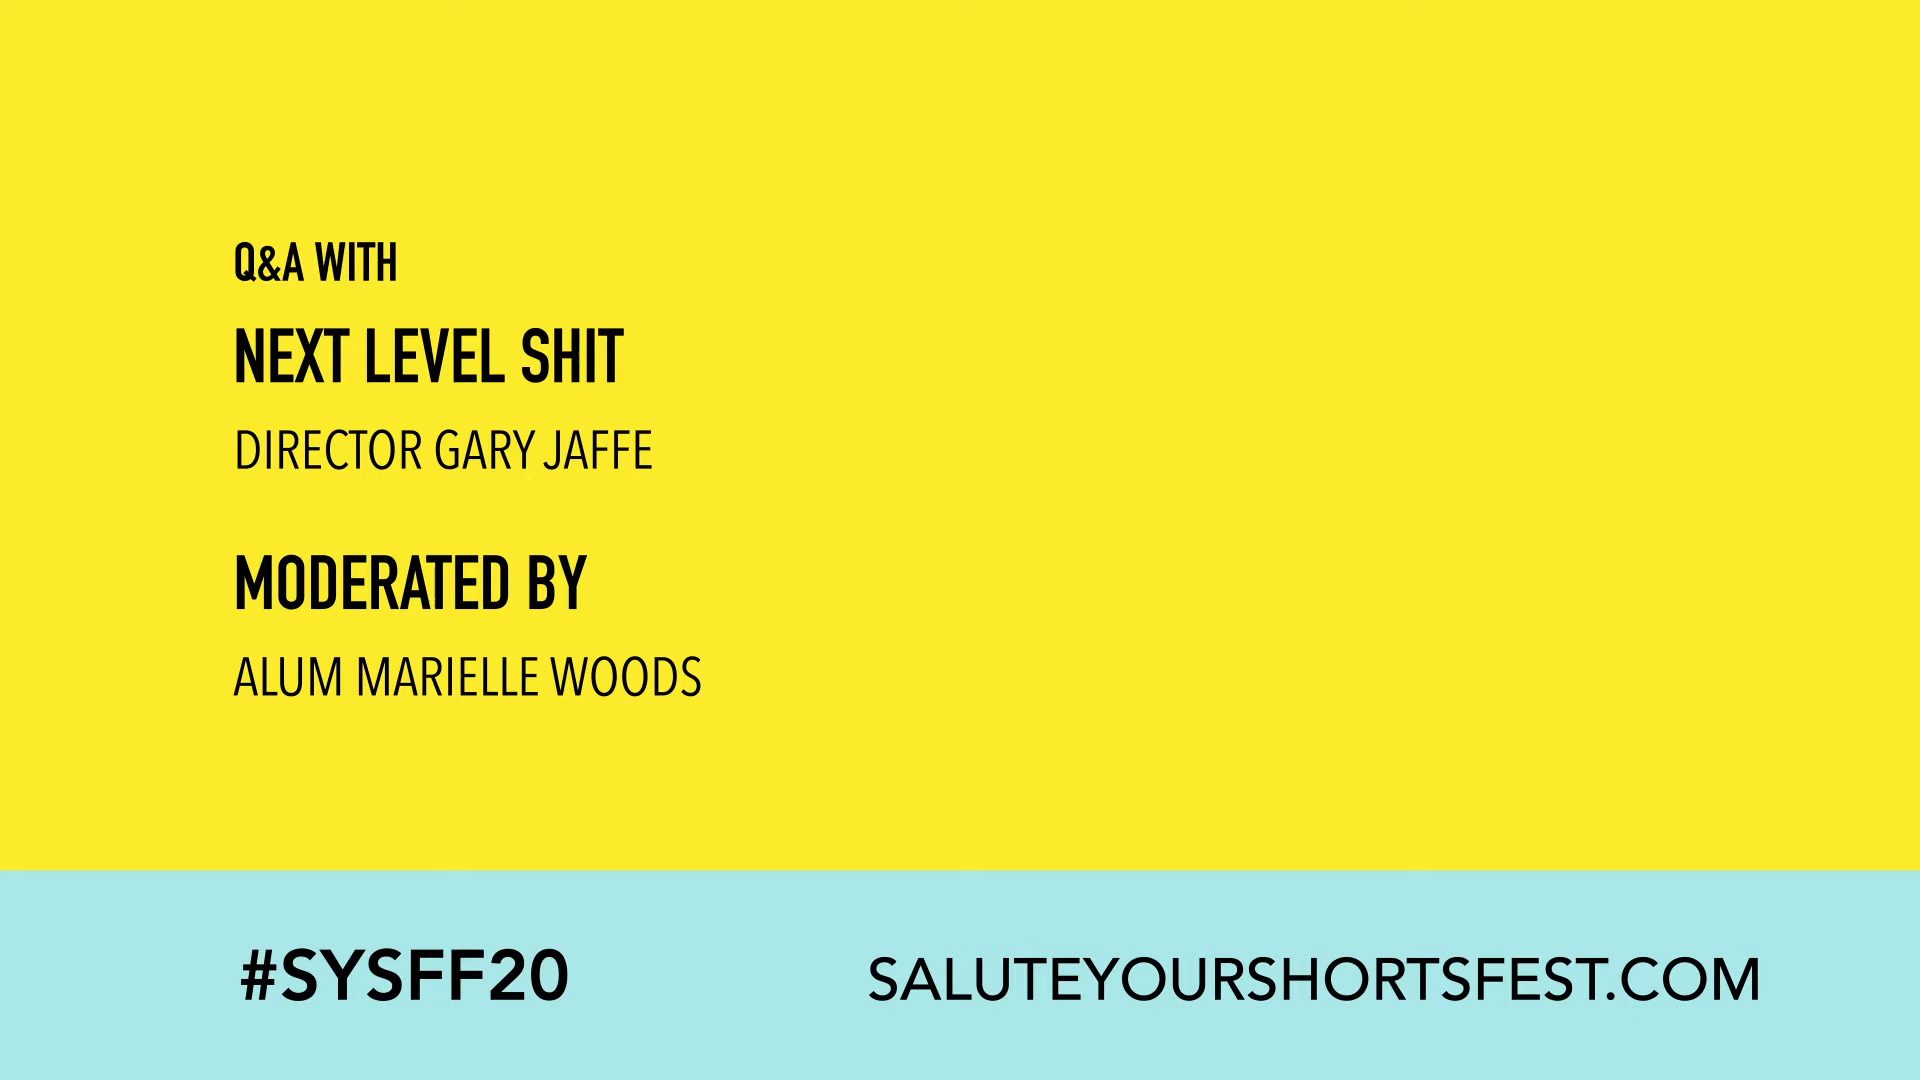 Q&A WITH
NEXT LEVEL SHIT
DIRECTOR GARY JAFFE
MODERATED BY
ALUM MARIELLE WOODS
#SYSFF20
SALUTEYOURSHORTSFEST.COM